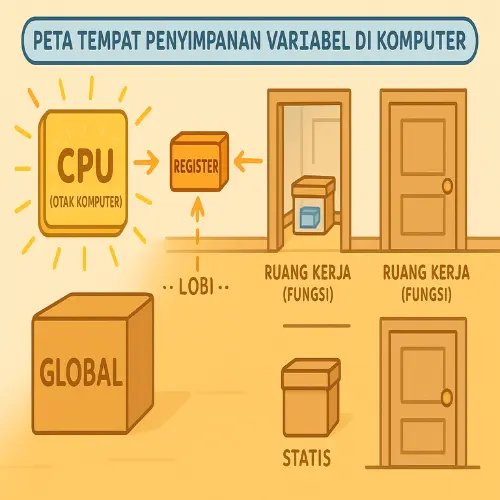 PETA TEMPAT PENYIMPANAN VARIABEL DI KOMPUTER
CPU
(OTAK KOMPUTER)
REGISTER
LOBI
RUANG KERJA
(FUNGSI)
RUANG KERJA
(FUNGSI)
GLOBAL
STATIS